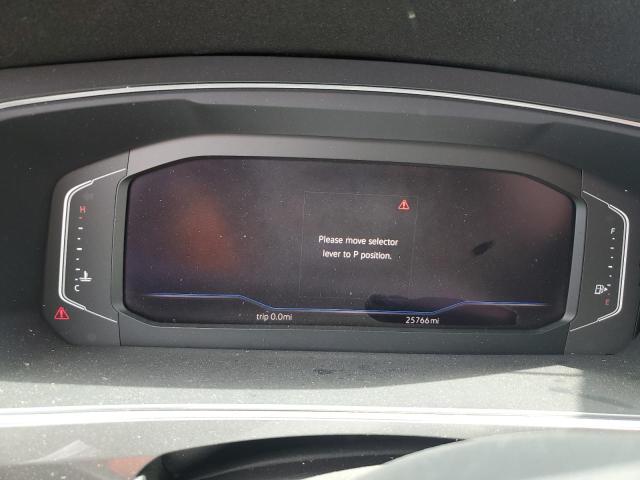 H
C
Please move selector
lever to P position.
trip 0.0mi
25766mi
F
E